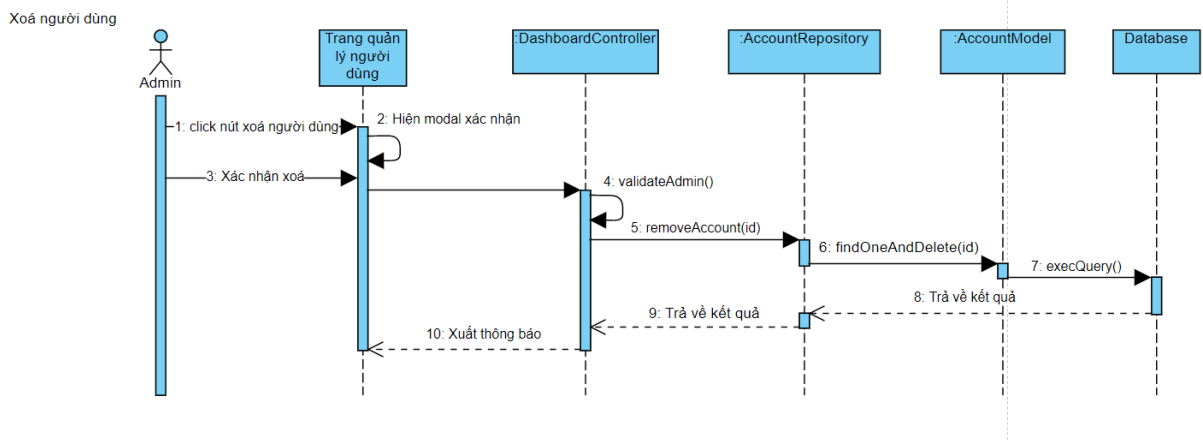 Xoá người dùng
Admin
Trang quản
lý người
dùng
:DashboardController
:AccountRepository
:AccountModel
Database
1: click nút xoá người dùng
2: Hiện modal xác nhận
3: Xác nhận xoá
4: validateAdmin()
5: removeAccount(id)
6: findOneAndDelete(id)
7: execQuery()
8: Trả về kết quả
9: Trả về kết quả
10: Xuất thông báo